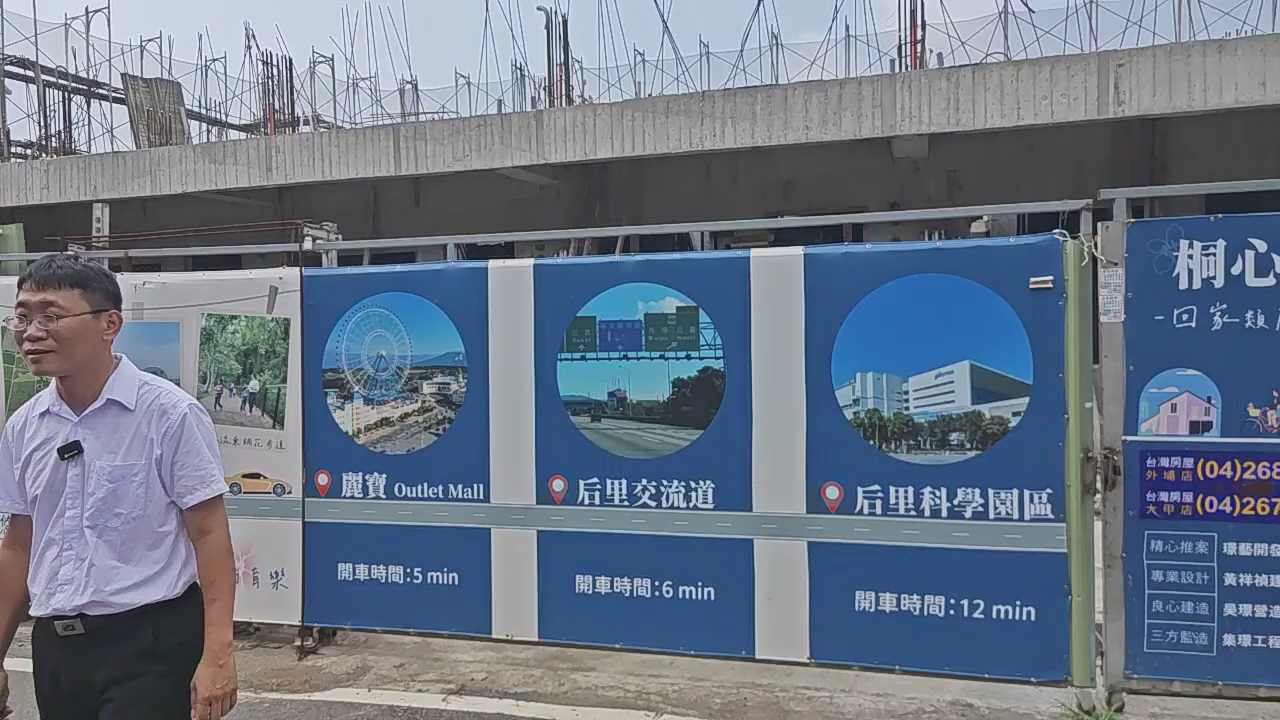 麗寶 Outlet Mall
開車時間:5 min
后里交流道
開車時間:6 min
后里科學園區
開車時間:12 min
桐心
一回家
台灣房屋
外埔店
(04)268
台灣房屋
大甲店
(04)267
精心推案 環藝開發
專業設計 黃祥禎建
良心建造 昊環營造
三方監造 集環工程